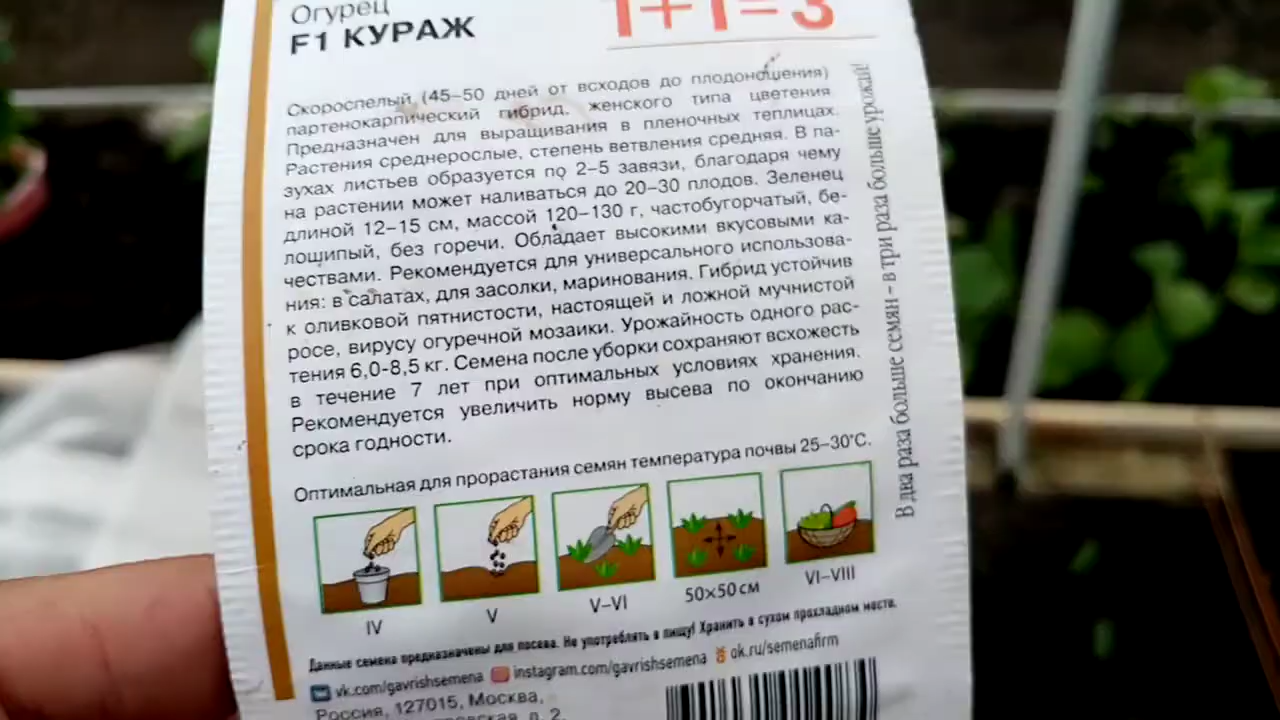 Огурец
F1 КУРАЖ
1+1=3
Скороспелый (45–50 дней от всходов до плодоношения)
партенокарпический гибрид, женского типа цветения
Предназначен для выращивания в пленочных теплицах.
Растения среднерослые, степень ветвления средняя. В па-
зухах листьев образуется по 2–5 завязи, благодаря чему
на растении может наливаться до 20–30 плодов. Зеленец
длиной 12–15 см, массой 120–130 г, частобугорчатый, бе-
лошипый, без горечи. Обладает высокими вкусовыми ка-
чествами. Рекомендуется для универсального использова-
ния: в салатах, для засолки, маринования. Гибрид устойчив
к оливковой пятнистости, настоящей и ложной мучнистой
росе, вирусу огуречной мозаики. Урожайность одного рас-
тения 6,0-8,5 кг. Семена после уборки сохраняют всхожесть
в течение 7 лет при оптимальных условиях хранения.
Рекомендуется увеличить норму высева по окончанию
срока годности.
В два раза больше семян – в три раза больше урожай!
Оптимальная для прорастания семян температура почвы 25–30°С.
IV
V
V–VI
50×50 см
VI–VIII
Данные семена предназначены для посева. Не употреблять в пищу! Хранить в сухом прохладном месте.
vk.com/gavrishsemena
instagram.com/gavrishsemena
ok.ru/semenafirm
Россия, 127015, Москва,
д. 2,